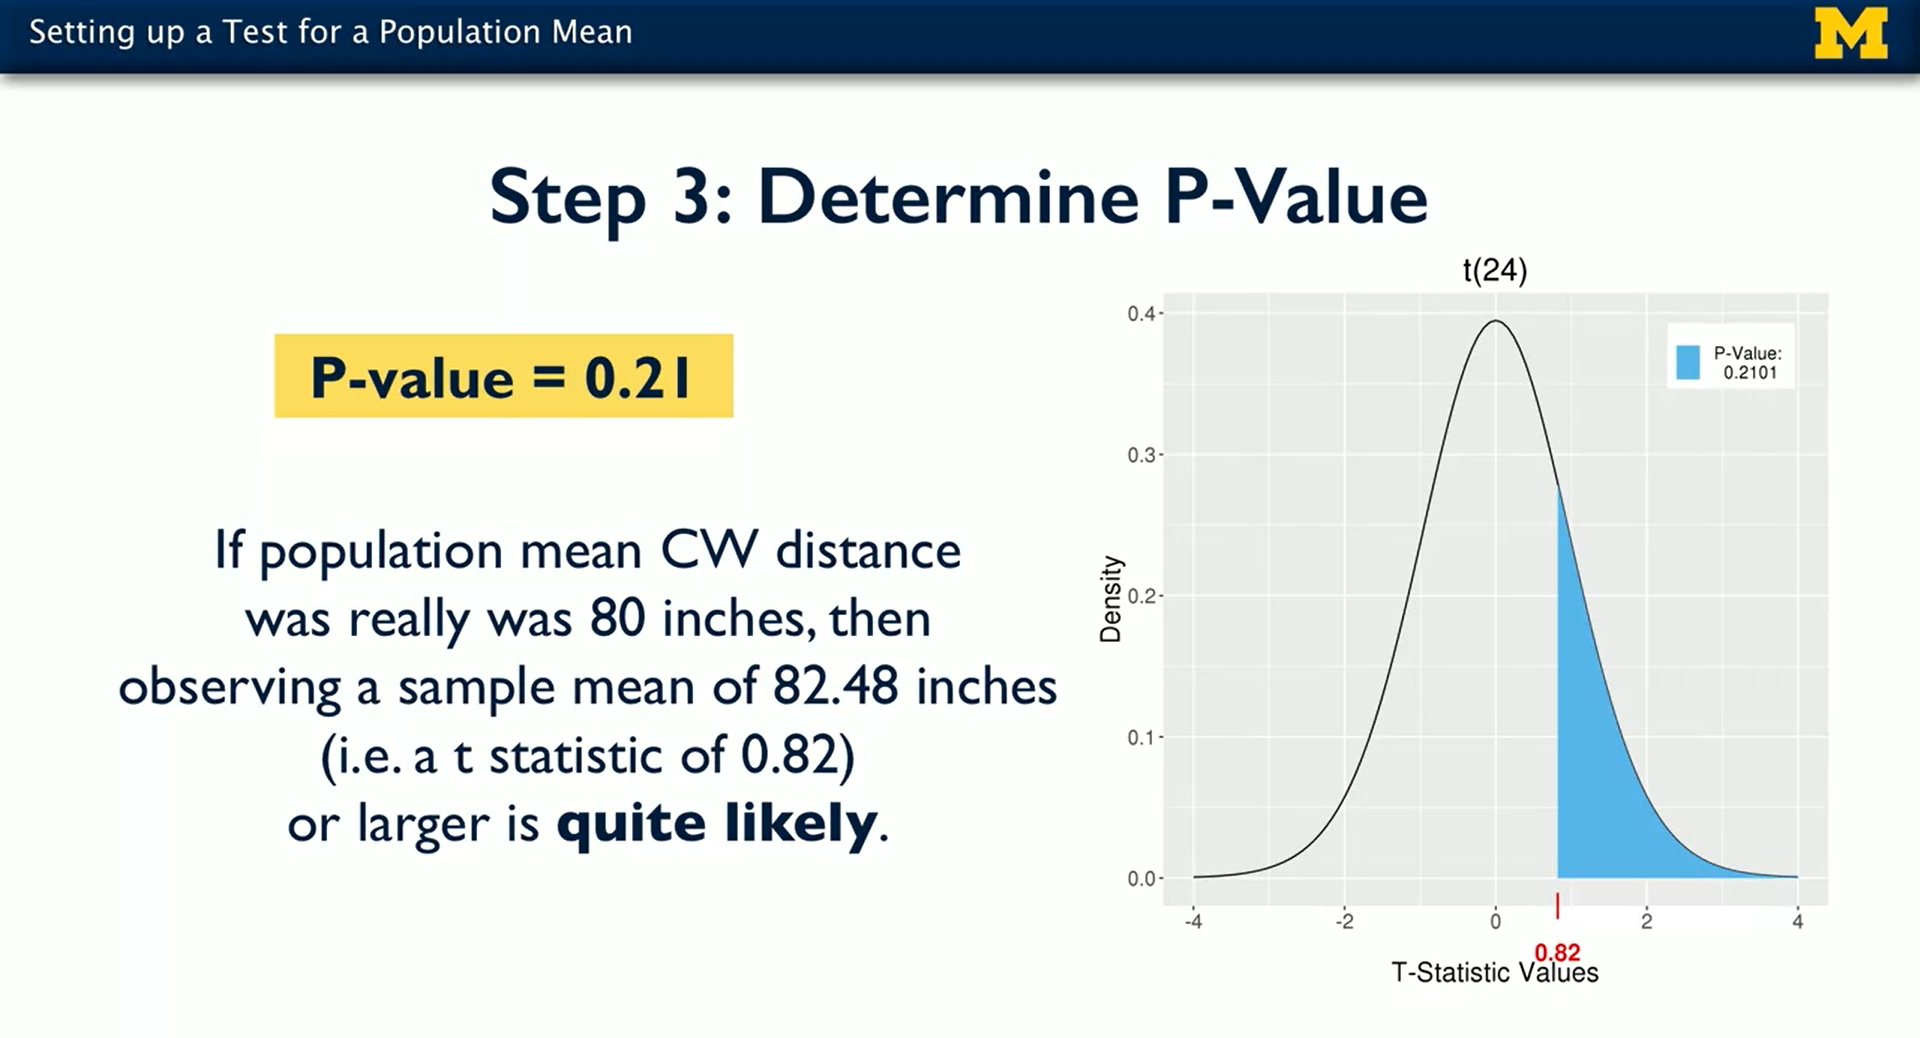 Setting up a Test for a Population Mean
M
Step 3: Determine P-Value
P-value = 0.21
If population mean CW distance
was really was 80 inches, then
observing a sample mean of 82.48 inches
(i.e. a t statistic of 0.82)
or larger is quite likely.
t(24)
P-Value:
0.2101
Density
0.4
0.3
0.2
0.1
0.0
-4 -2 0 2 4
0.82
T-Statistic Values